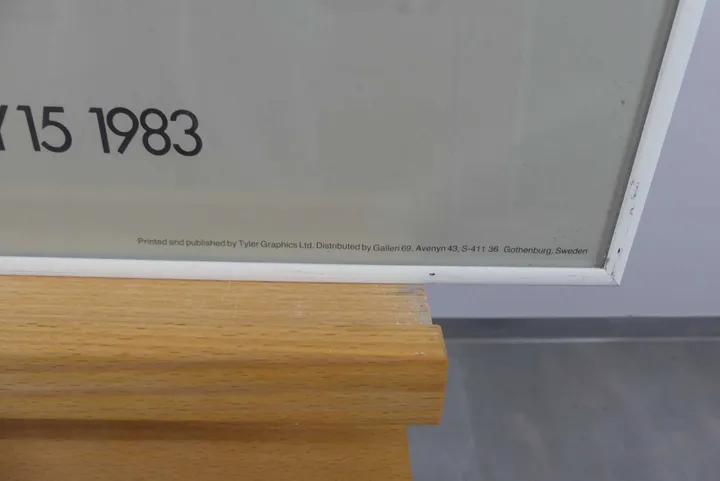 15 1983
Printed and published by Tyler Graphics Ltd. Distributed by Galleri 69, Avenyn 43, S-411 36 Gothenburg, Sweden